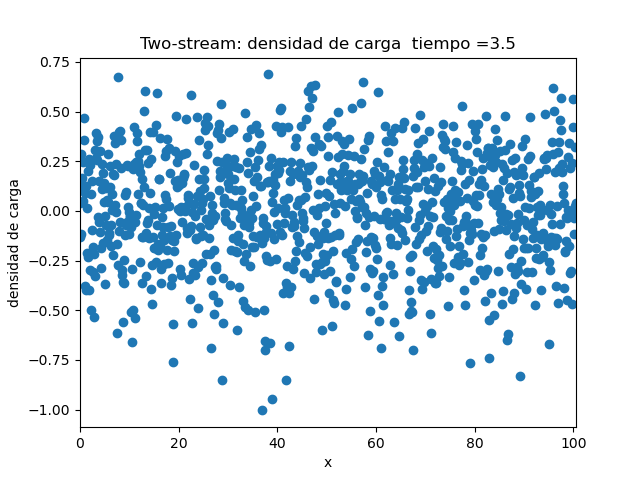 Two-stream: densidad de carga  tiempo =3.5
0.75
0.50
0.25
0.00
−0.25
−0.50
−0.75
−1.00
densidad de carga
0 20 40 60 80 100
x